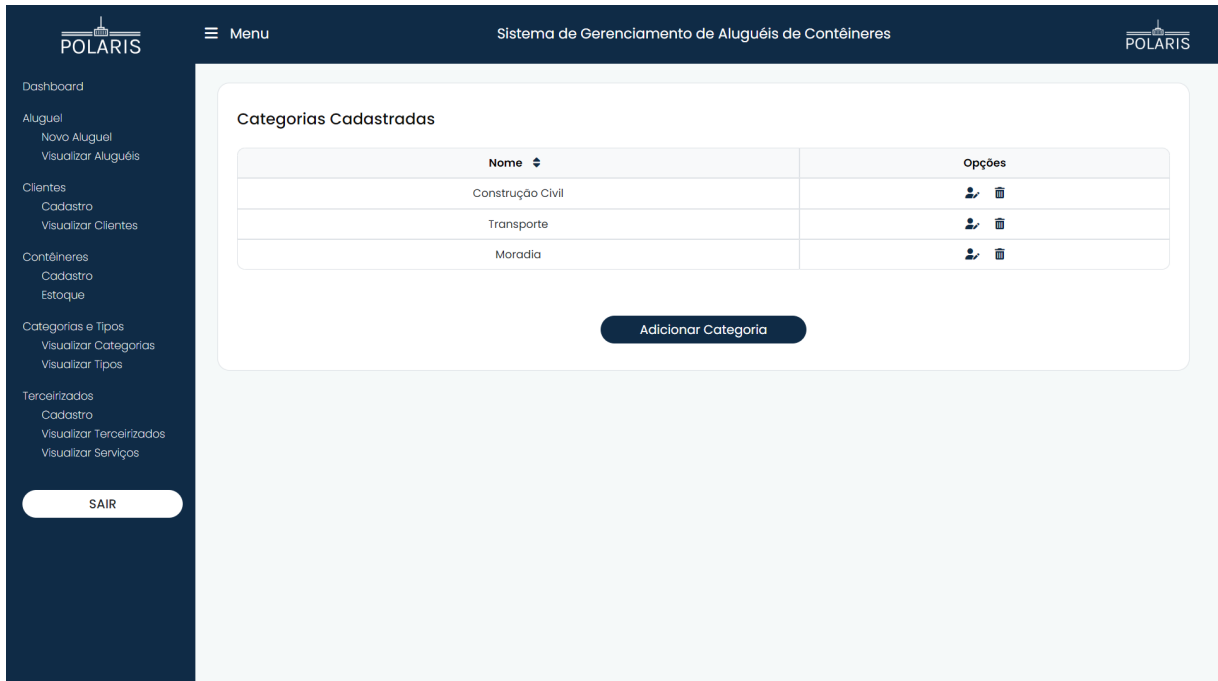 POLARIS
Menu
Sistema de Gerenciamento de Aluguéis de Contêineres
POLARIS
Dashboard
Aluguel
Novo Aluguel
Visualizar Aluguéis
Clientes
Cadastro
Visualizar Clientes
Contêineres
Cadastro
Estoque
Categorias e Tipos
Visualizar Categorias
Visualizar Tipos
Terceirizados
Cadastro
Visualizar Terceirizados
Visualizar Serviços
SAIR
Categorias Cadastradas
Nome Opções
Construção Civil
Transporte
Moradia
Adicionar Categoria